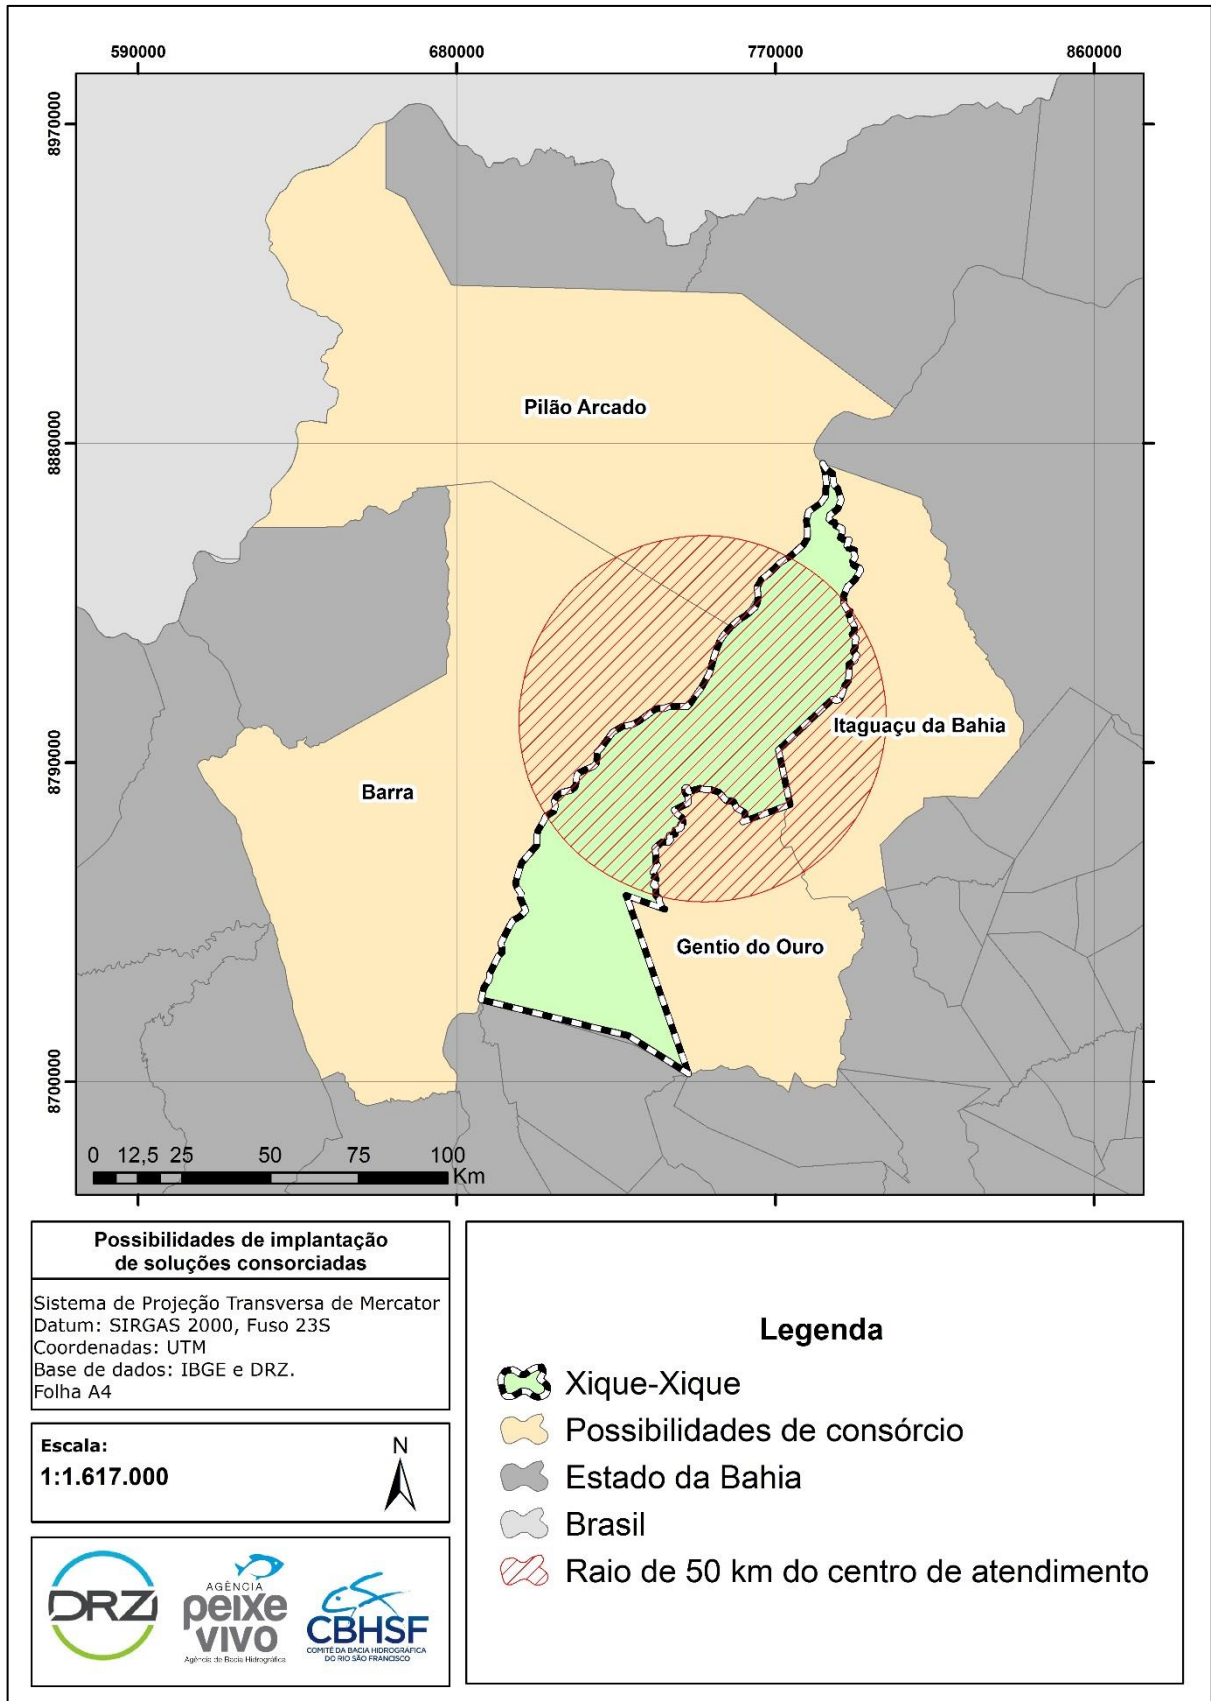 590000
680000
770000
860000
8970000
8880000
8790000
8700000
Pilão Arcado
Itaguaçu da Bahia
Barra
Gentio do Ouro
0 12,5 25 50 75 100
Km
Possibilidades de implantação
de soluções consorciadas
Sistema de Projeção Transversa de Mercator
Datum: SIRGAS 2000, Fuso 23S
Coordenadas: UTM
Base de dados: IBGE e DRZ.
Folha A4
Escala:
1:1.617.000
N
DRZ
AGÊNCIA
peixe
vivo
Agência de Bacia Hidrográfica
CBHSF
COMITÊ DA BACIA HIDROGRÁFICA
DO RIO SÃO FRANCISCO
Legenda
Xique-Xique
Possibilidades de consórcio
Estado da Bahia
Brasil
Raio de 50 km do centro de atendimento